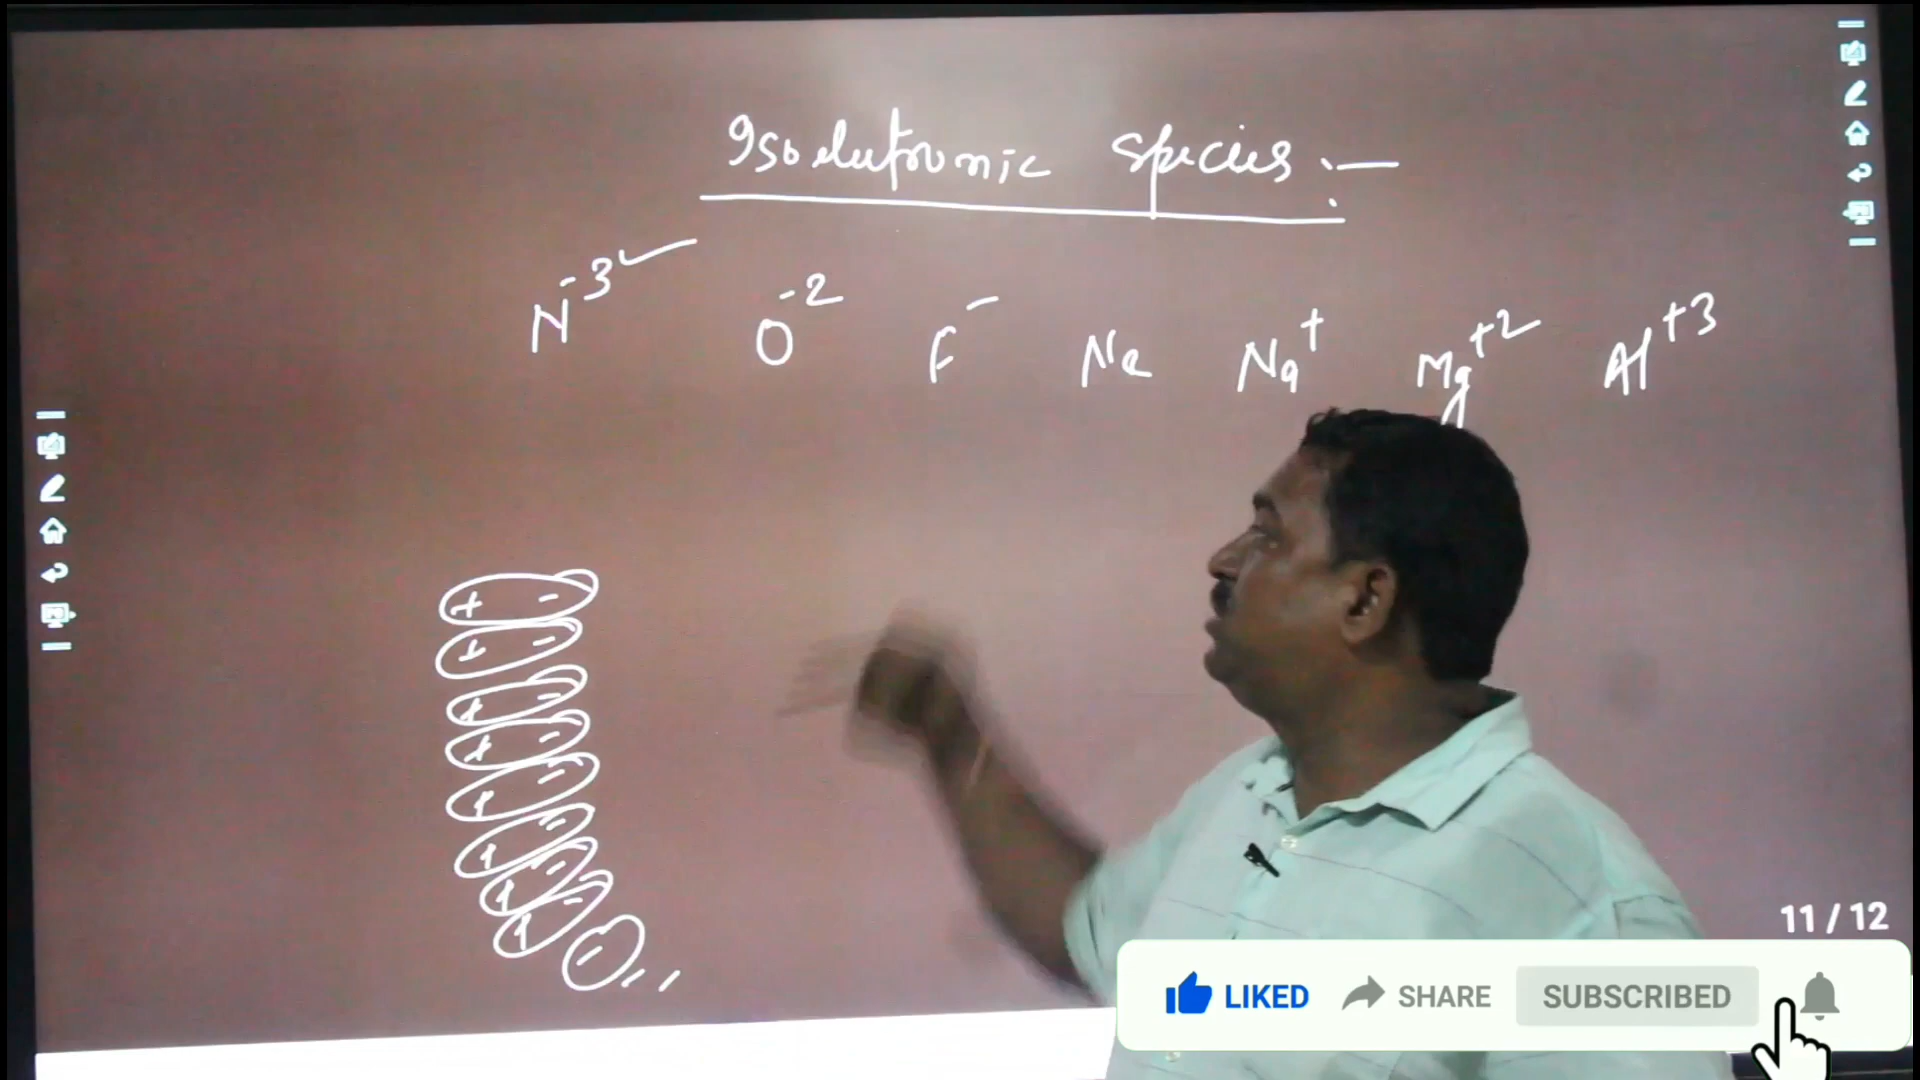 Isoelectronic species :-
N⁻³ O⁻² F⁻ Ne Na⁺ Mg⁺² Al⁺³
+ -
+ -
+ -
+ -
+ -
+ -
+ -
+ -
- - -
11 / 12
LIKED SHARE SUBSCRIBED